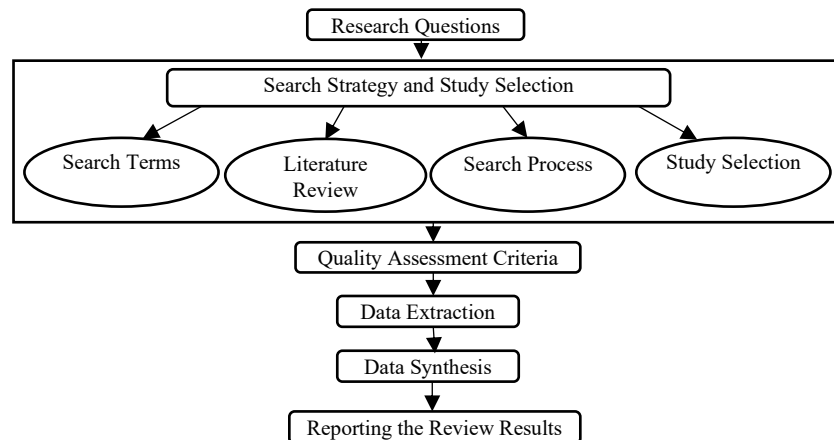 Research Questions
Search Strategy and Study Selection
Search Terms
Literature
Review
Search Process
Study Selection
Quality Assessment Criteria
Data Extraction
Data Synthesis
Reporting the Review Results